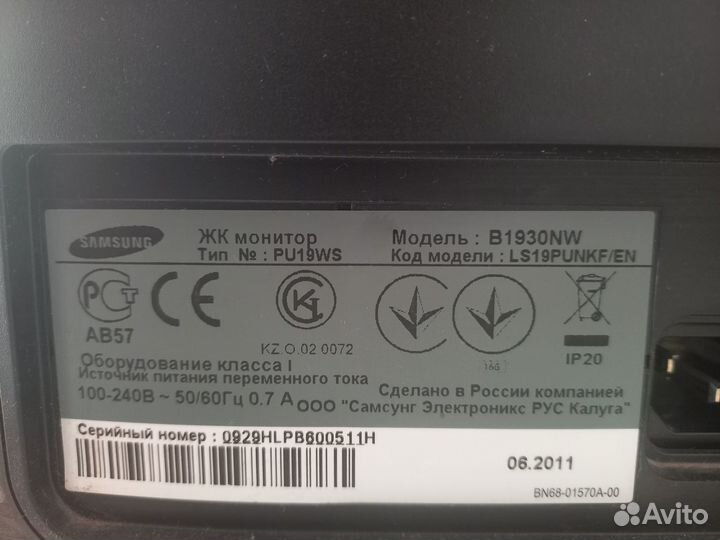 SAMSUNG
ЖК монитор
Модель : B1930NW
Тип № : PU19WS
Код модели : LS19PUNKF/EN
АВ57
KZ.O.02.0072
166
IP20
Оборудование класса I
Источник питания переменного тока
100-240В ~ 50/60Гц 0.7 А
Сделано в России компанией
ООО "Самсунг Электроникс РУС Калуга"
Серийный номер : 0929HLPB600511H
06.2011
BN68-01570A-00
Avito